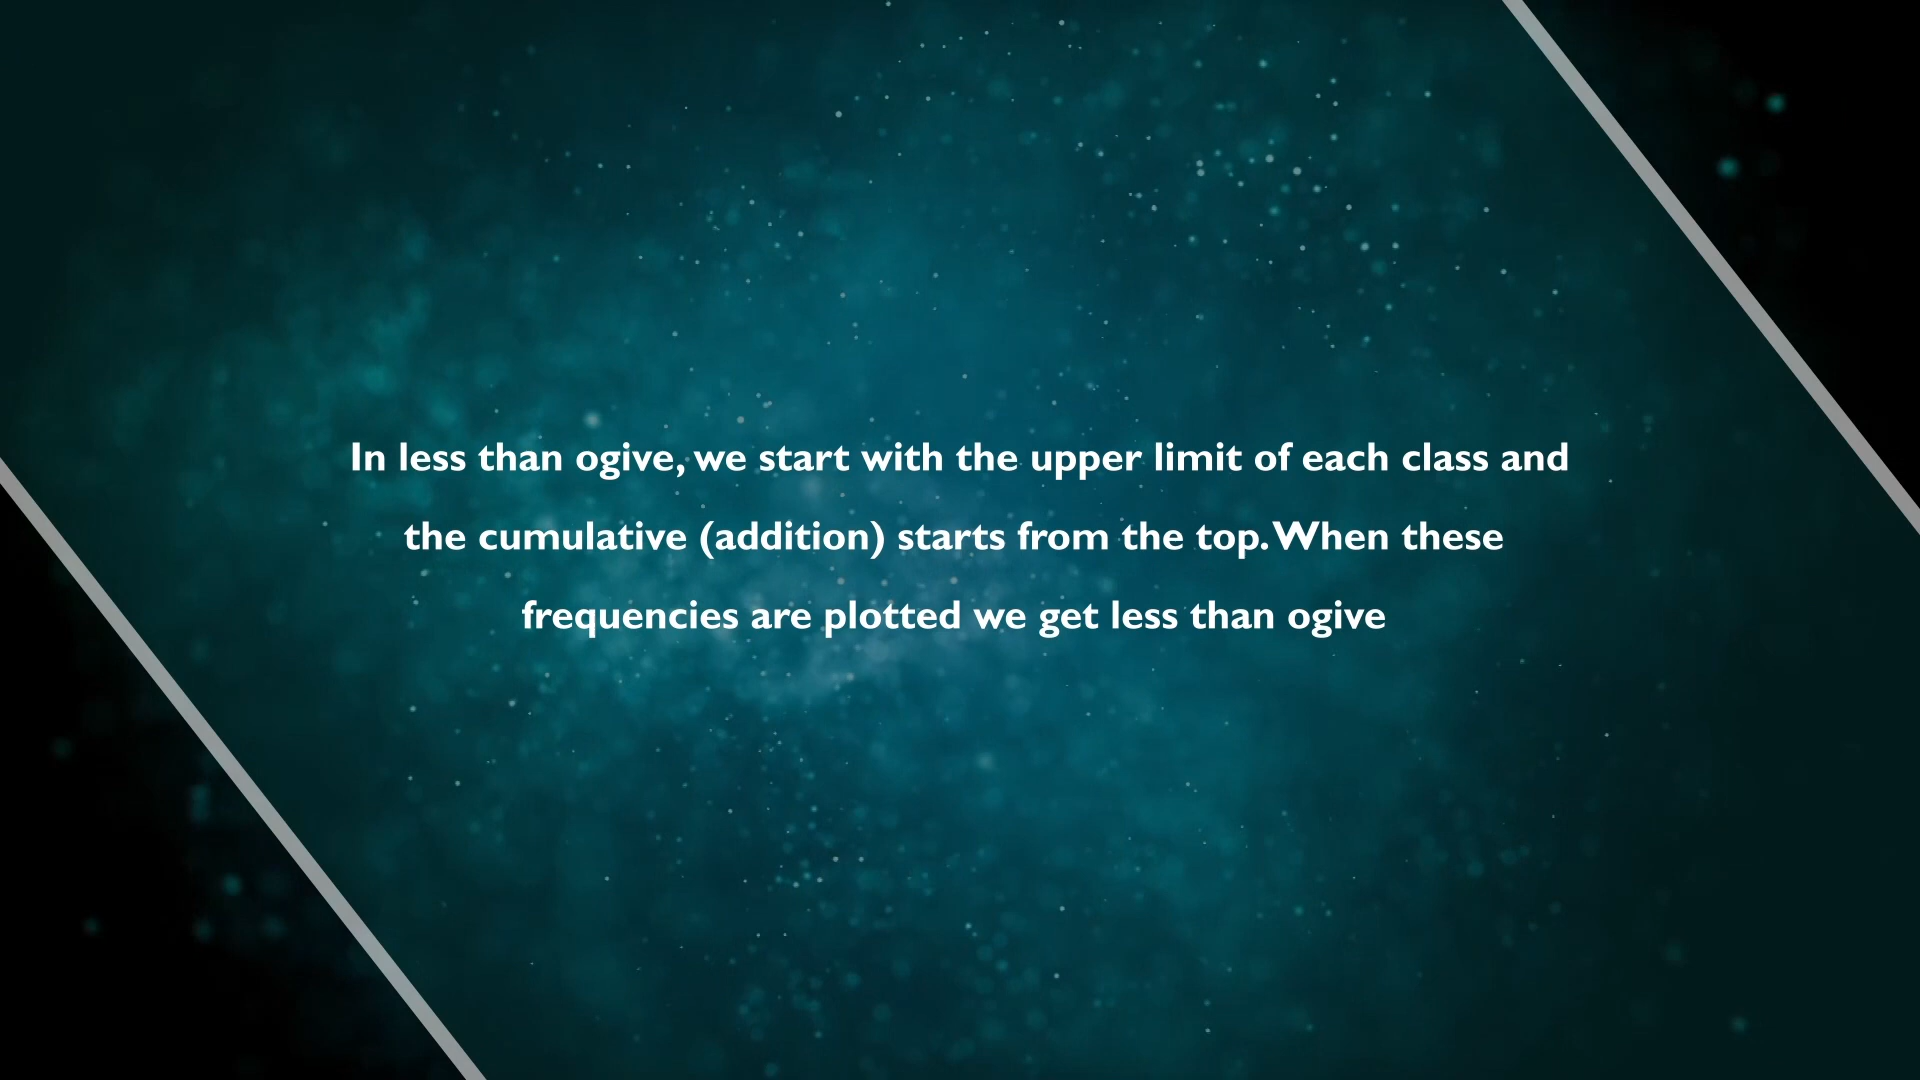 In less than ogive, we start with the upper limit of each class and
the cumulative (addition) starts from the top. When these
frequencies are plotted we get less than ogive